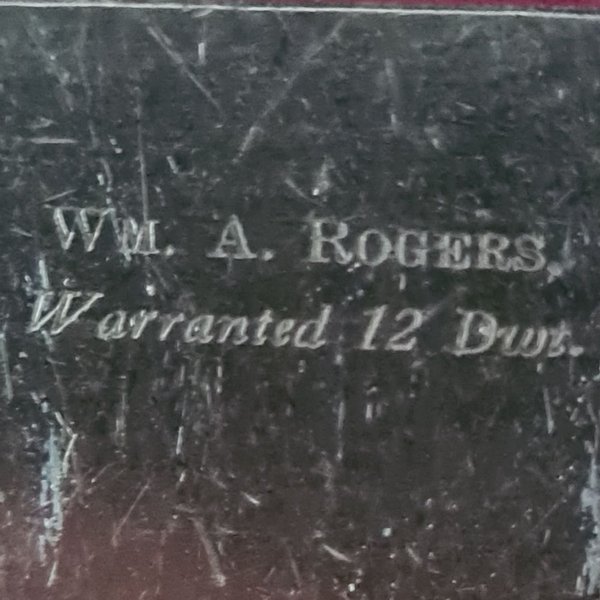 WM. A. ROGERS,
Warranted 12 Dwt.